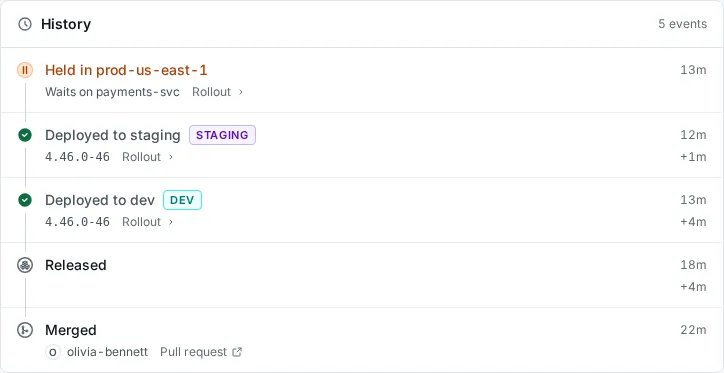 History 5 events
Held in prod-us-east-1 13m
Waits on payments-svc Rollout
Deployed to staging STAGING 12m
4.46.0-46 Rollout +1m
Deployed to dev DEV 13m
4.46.0-46 Rollout +4m
Released 18m
+4m
Merged 22m
O olivia-bennett Pull request